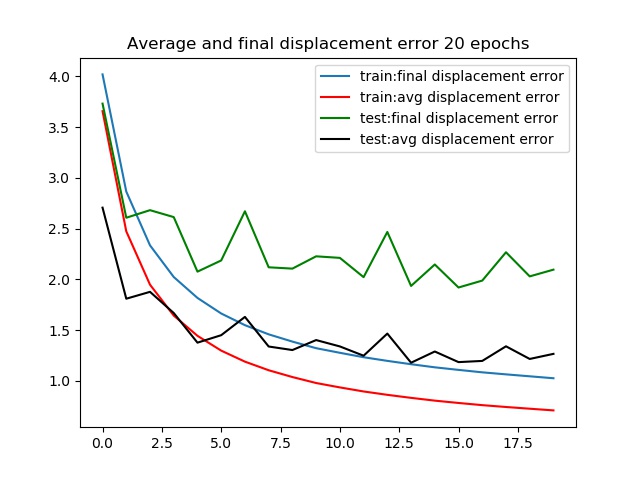 Average and final displacement error 20 epochs
train:final displacement error
train:avg displacement error
test:final displacement error
test:avg displacement error
4.0
3.5
3.0
2.5
2.0
1.5
1.0
0.0 2.5 5.0 7.5 10.0 12.5 15.0 17.5